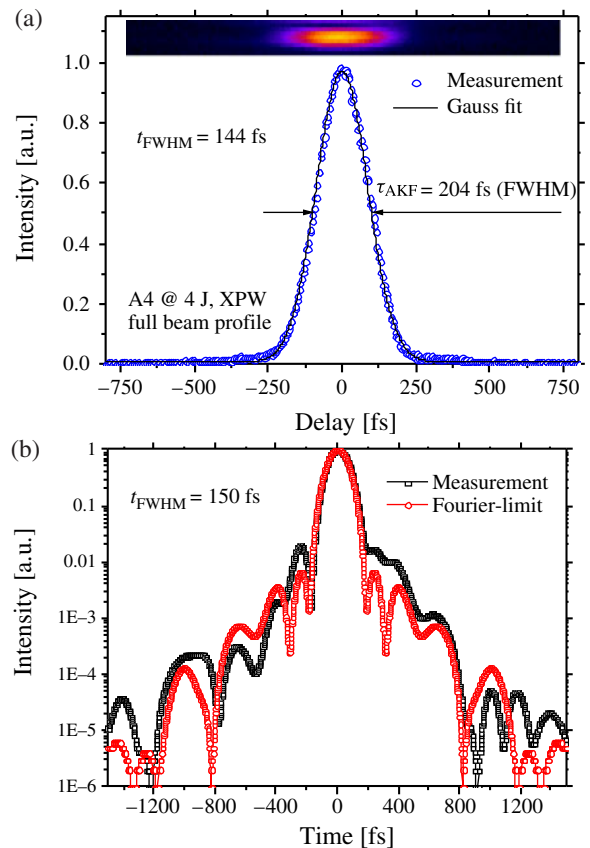 (a)
1.0
0.8
0.6
0.4
0.2
0.0
Intensity [a.u.]
Measurement
Gauss fit
t_FWHM = 144 fs
τ_AKF = 204 fs (FWHM)
A4 @ 4 J, XPW
full beam profile
−750 −500 −250 0 250 500 750
Delay [fs]
(b)
1
0.1
0.01
1E−3
1E−4
1E−5
1E−6
Intensity [a.u.]
t_FWHM = 150 fs
Measurement
Fourier-limit
−1200 −800 −400 0 400 800 1200
Time [fs]